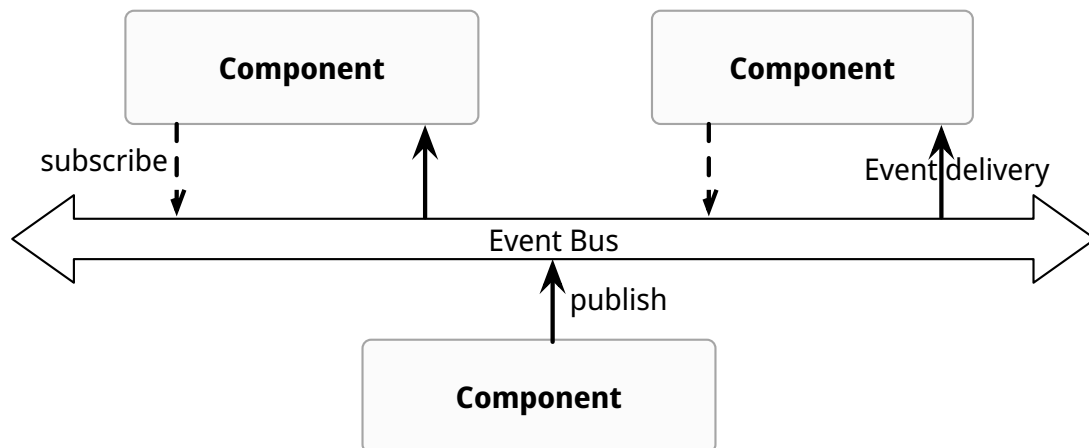 Component
Component
subscribe
Event delivery
Event Bus
publish
Component